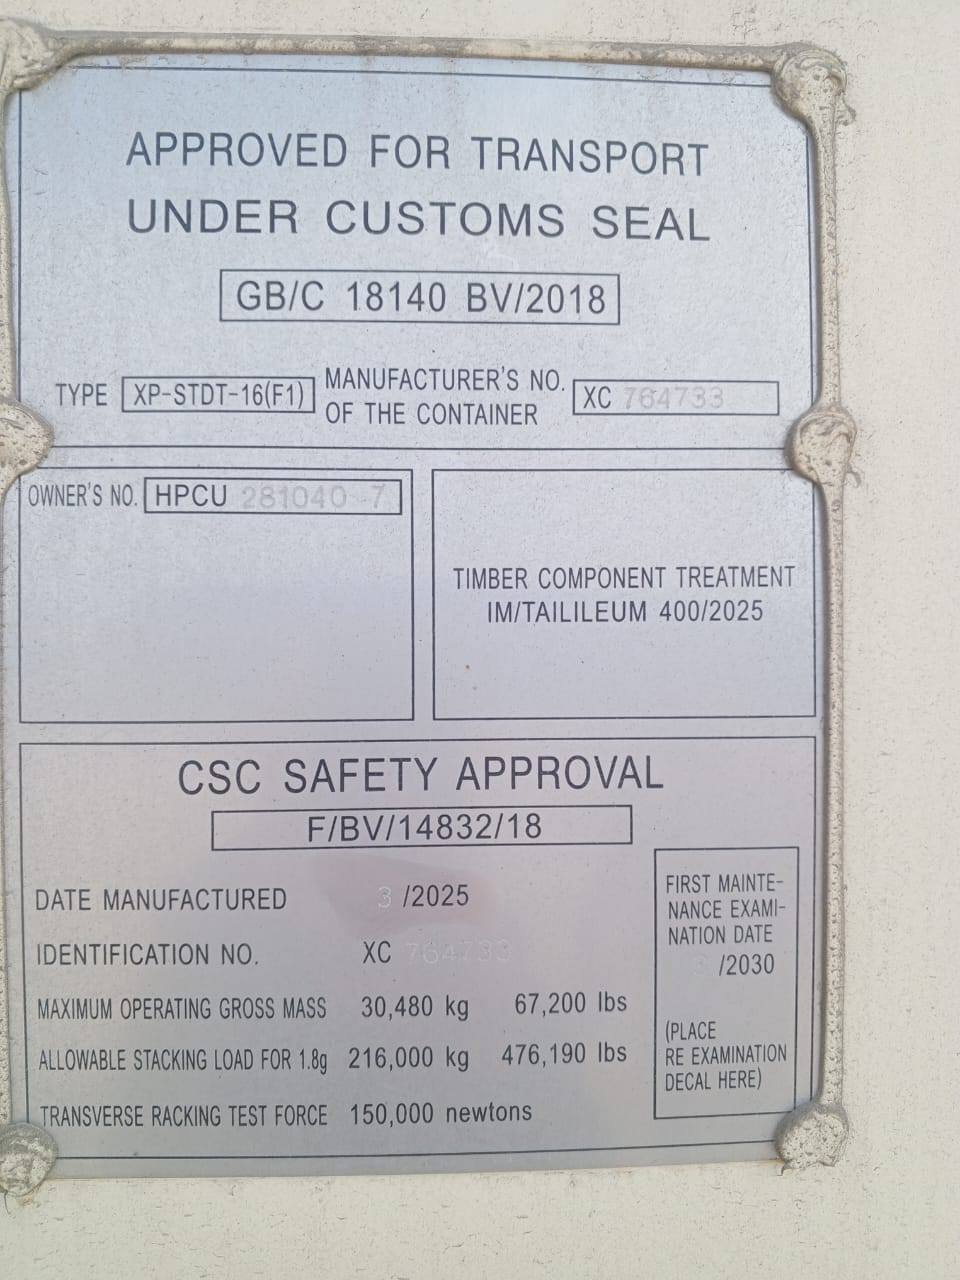 APPROVED FOR TRANSPORT
UNDER CUSTOMS SEAL
GB/C 18140 BV/2018
TYPE XP-STDT-16(F1) MANUFACTURER'S NO. OF THE CONTAINER XC 764733
OWNER'S NO. HPCU 281040 7
TIMBER COMPONENT TREATMENT
IM/TAILILEUM 400/2025
CSC SAFETY APPROVAL
F/BV/14832/18
DATE MANUFACTURED 3 /2025
IDENTIFICATION NO. XC 764733
MAXIMUM OPERATING GROSS MASS 30,480 kg 67,200 lbs
ALLOWABLE STACKING LOAD FOR 1.8g 216,000 kg 476,190 lbs
TRANSVERSE RACKING TEST FORCE 150,000 newtons
FIRST MAINTE-
NANCE EXAMI-
NATION DATE
/2030
(PLACE
RE EXAMINATION
DECAL HERE)